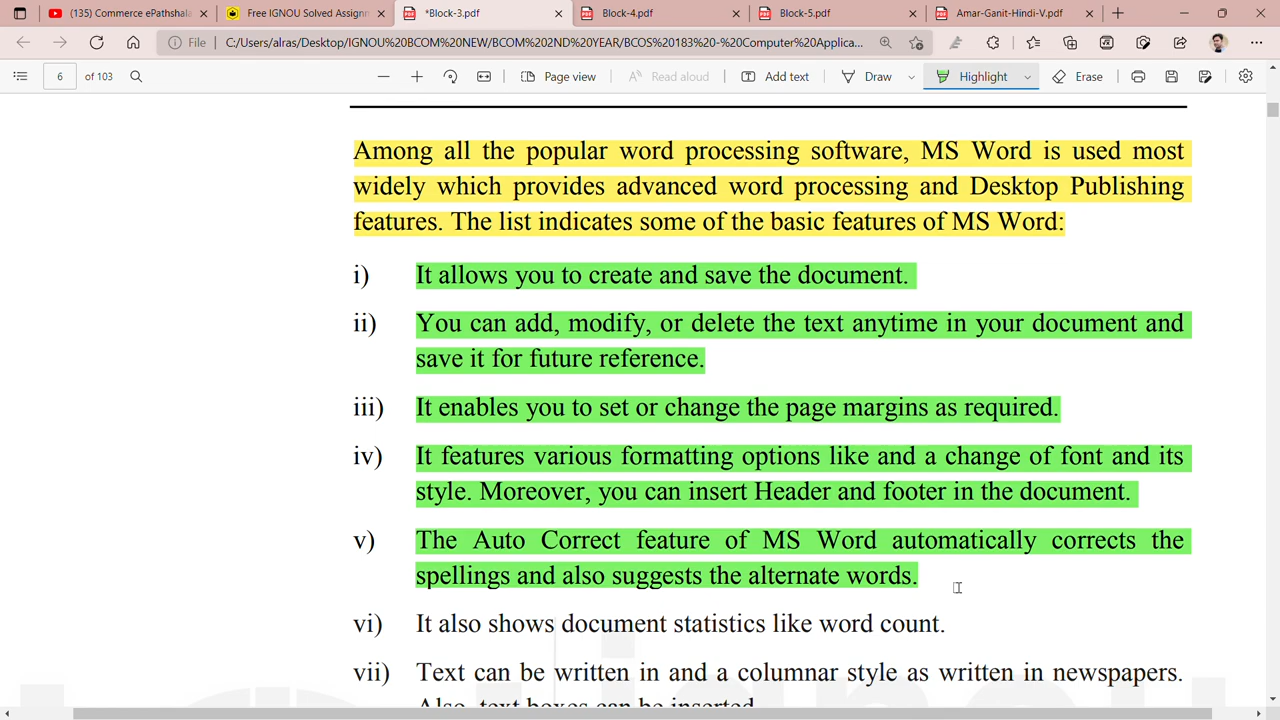 (135) Commerce ePathshala
Free IGNOU Solved Assignm
*Block-3.pdf
Block-4.pdf
Block-5.pdf
Amar-Ganit-Hindi-V.pdf
File
C:/Users/alras/Desktop/IGNOU%20BCOM%20NEW/BCOM%202ND%20YEAR/BCOS%20183%20-%20Computer%20Applica...
6 of 103
Page view
Read aloud
Add text
Draw
Highlight
Erase
Among all the popular word processing software, MS Word is used most
widely which provides advanced word processing and Desktop Publishing
features. The list indicates some of the basic features of MS Word:
i) It allows you to create and save the document.
ii) You can add, modify, or delete the text anytime in your document and
save it for future reference.
iii) It enables you to set or change the page margins as required.
iv) It features various formatting options like and a change of font and its
style. Moreover, you can insert Header and footer in the document.
v) The Auto Correct feature of MS Word automatically corrects the
spellings and also suggests the alternate words.
vi) It also shows document statistics like word count.
vii) Text can be written in and a columnar style as written in newspapers.
Also, text boxes can be inserted.